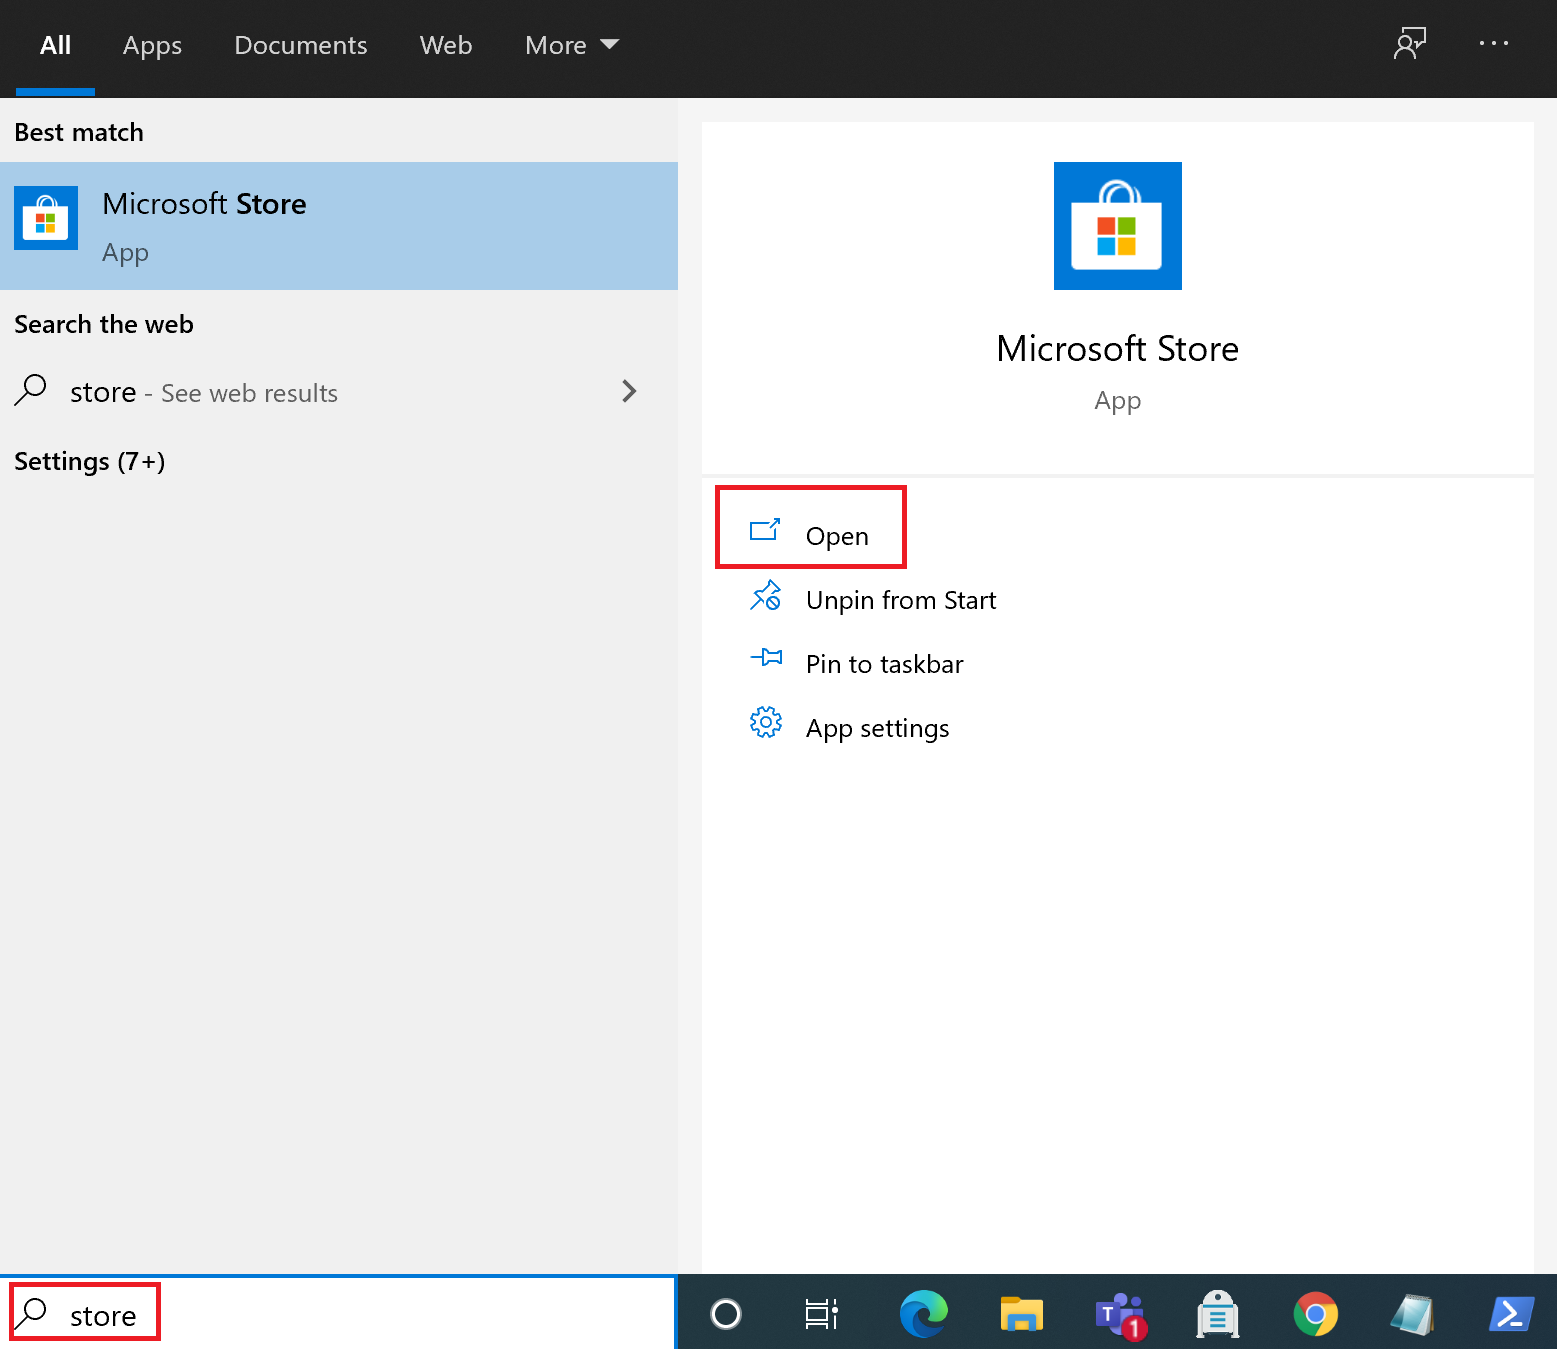 All Apps Documents Web More
Best match
Microsoft Store
App
Search the web
store - See web results
Settings (7+)
Microsoft Store
App
Open
Unpin from Start
Pin to taskbar
App settings
store
T 1